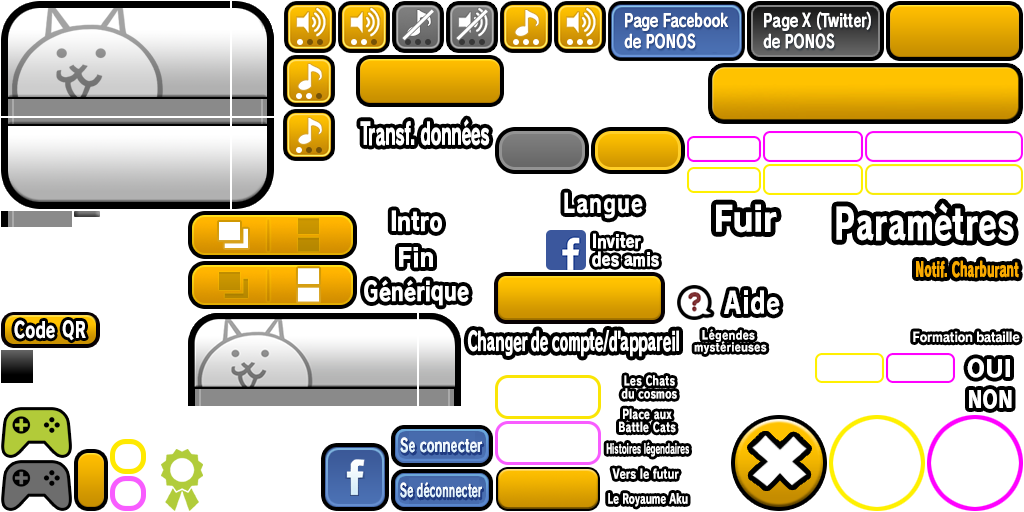 Page Facebook
de PONOS
Page X (Twitter)
de PONOS
Transf. données
Langue
Intro
Fuir
Paramètres
Inviter
des amis
Fin
Notif. Charburant
Générique
Aide
Code QR
Changer de compte/d'appareil
Légendes
mystérieuses
Formation bataille
OUI
Les Chats
du cosmos
NON
Place aux
Battle Cats
Se connecter
Histoires légendaires
Vers le futur
Se déconnecter
Le Royaume Aku